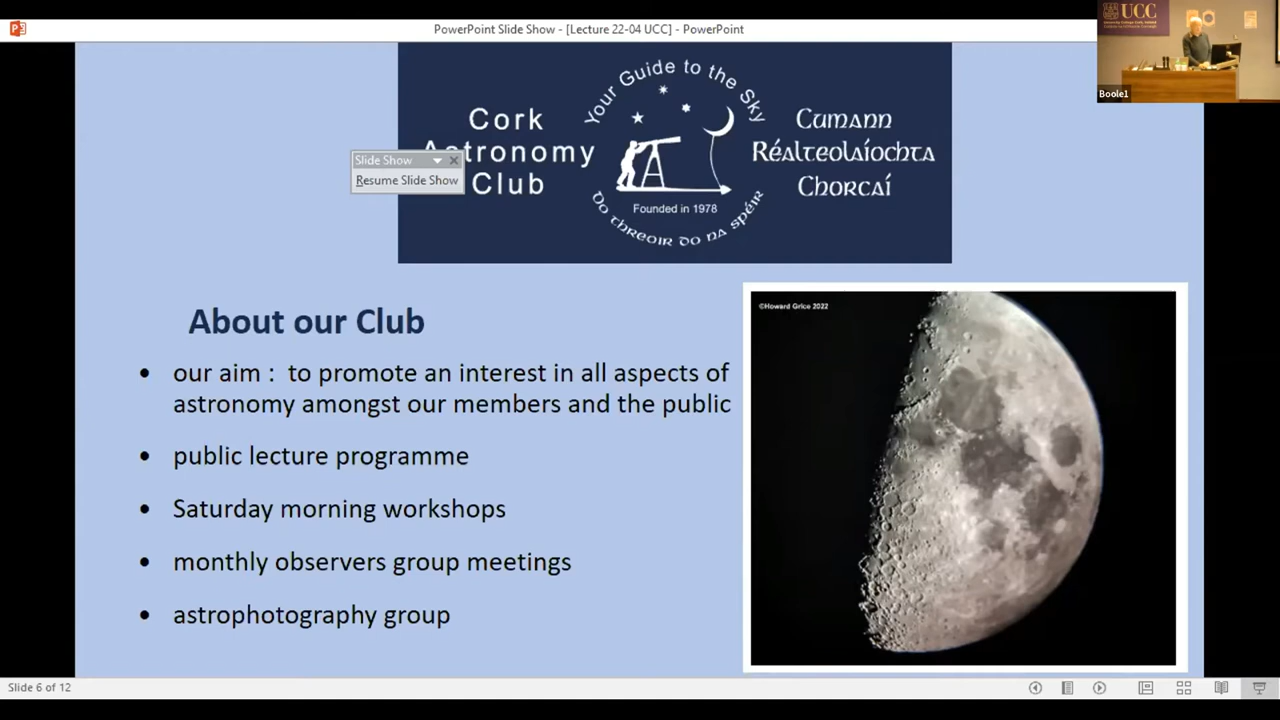 PowerPoint Slide Show - [Lecture 22-04 UCC] - PowerPoint
UCC
Boole1
Your Guide to the Sky
Cork
Astronomy
Club
Cumann
Réalteolaíochta
Chorcaí
Founded in 1978
Do threoir do na spéir
Slide Show
Resume Slide Show
©Howard Grice 2022
About our Club
• our aim : to promote an interest in all aspects of
astronomy amongst our members and the public
• public lecture programme
• Saturday morning workshops
• monthly observers group meetings
• astrophotography group
Slide 6 of 12